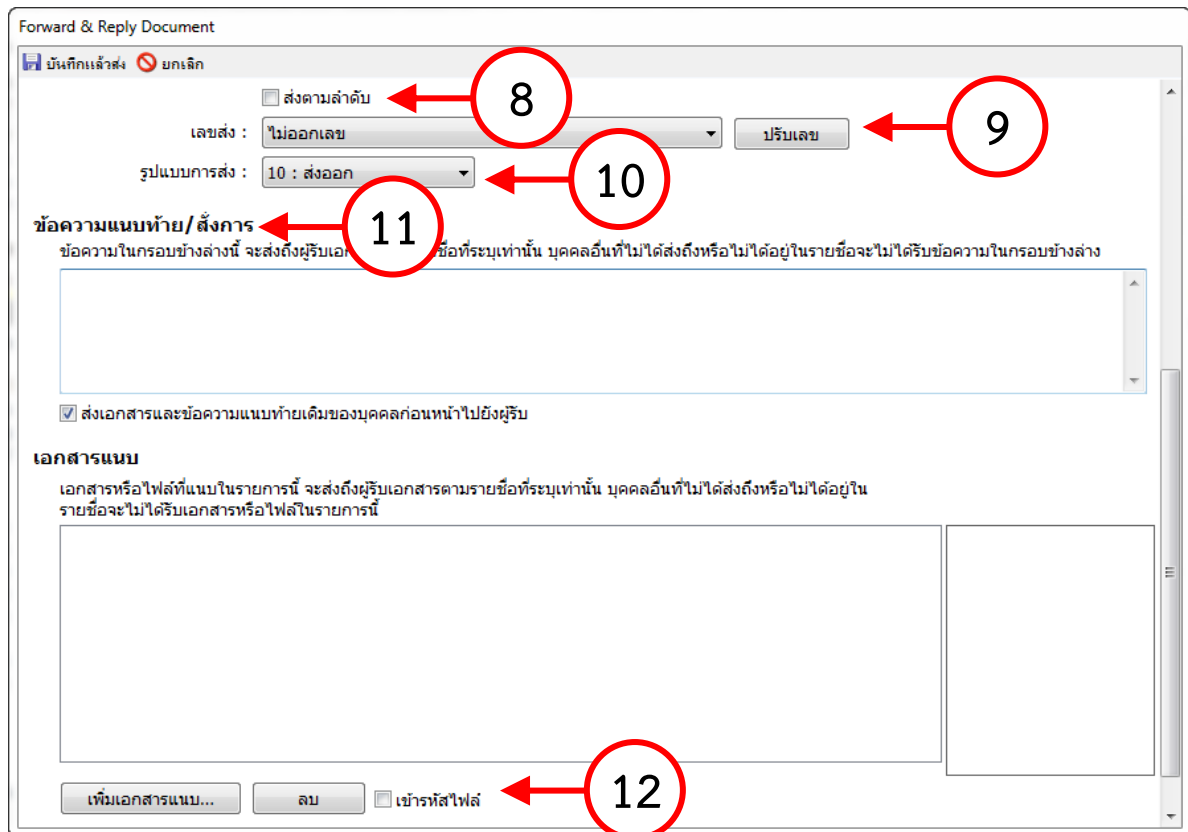 Forward & Reply Document
บันทึกแล้วส่ง ยกเลิก
ส่งตามลำดับ 8
เลขส่ง : ไม่ออกเลข ปรับเลข 9
รูปแบบการส่ง : 10 : ส่งออก 10
ข้อความแนบท้าย/สั่งการ 11
ข้อความในกรอบข้างล่างนี้ จะส่งถึงผู้รับเอก ชื่อที่ระบุเท่านั้น บุคคลอื่นที่ไม่ได้ส่งถึงหรือไม่ได้อยู่ในรายชื่อจะไม่ได้รับข้อความในกรอบข้างล่าง
ส่งเอกสารและข้อความแนบท้ายเดิมของบุคคลก่อนหน้าไปยังผู้รับ
เอกสารแนบ
เอกสารหรือไฟล์ที่แนบในรายการนี้ จะส่งถึงผู้รับเอกสารตามรายชื่อที่ระบุเท่านั้น บุคคลอื่นที่ไม่ได้ส่งถึงหรือไม่ได้อยู่ใน
รายชื่อจะไม่ได้รับเอกสารหรือไฟล์ในรายการนี้
เพิ่มเอกสารแนบ... ลบ เข้ารหัสไฟล์ 12